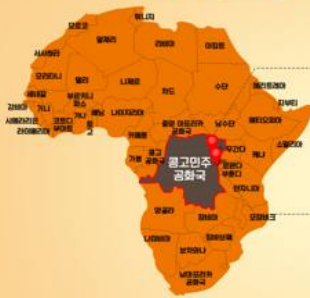 튀니지
모로코
알제리
리비아
이집트
서사하라
모리타니
말리
니제르
차드
수단
에리트레아
세네갈
감비아
기니
부르키나
파소
베냉
나이지리아
지부티
시에라리온
라이베리아
코트디
부아르
가나
토
고
카메룬
중앙 아프리카
공화국
남수단
에티오피아
소말리아
가봉
콩고
공화국
콩고민주
공화국
우간다
케냐
르완다
부룬디
탄자니아
앙골라
잠비아
모잠비크
나미비아
짐바브웨
보츠와나
남아프리카
공화국